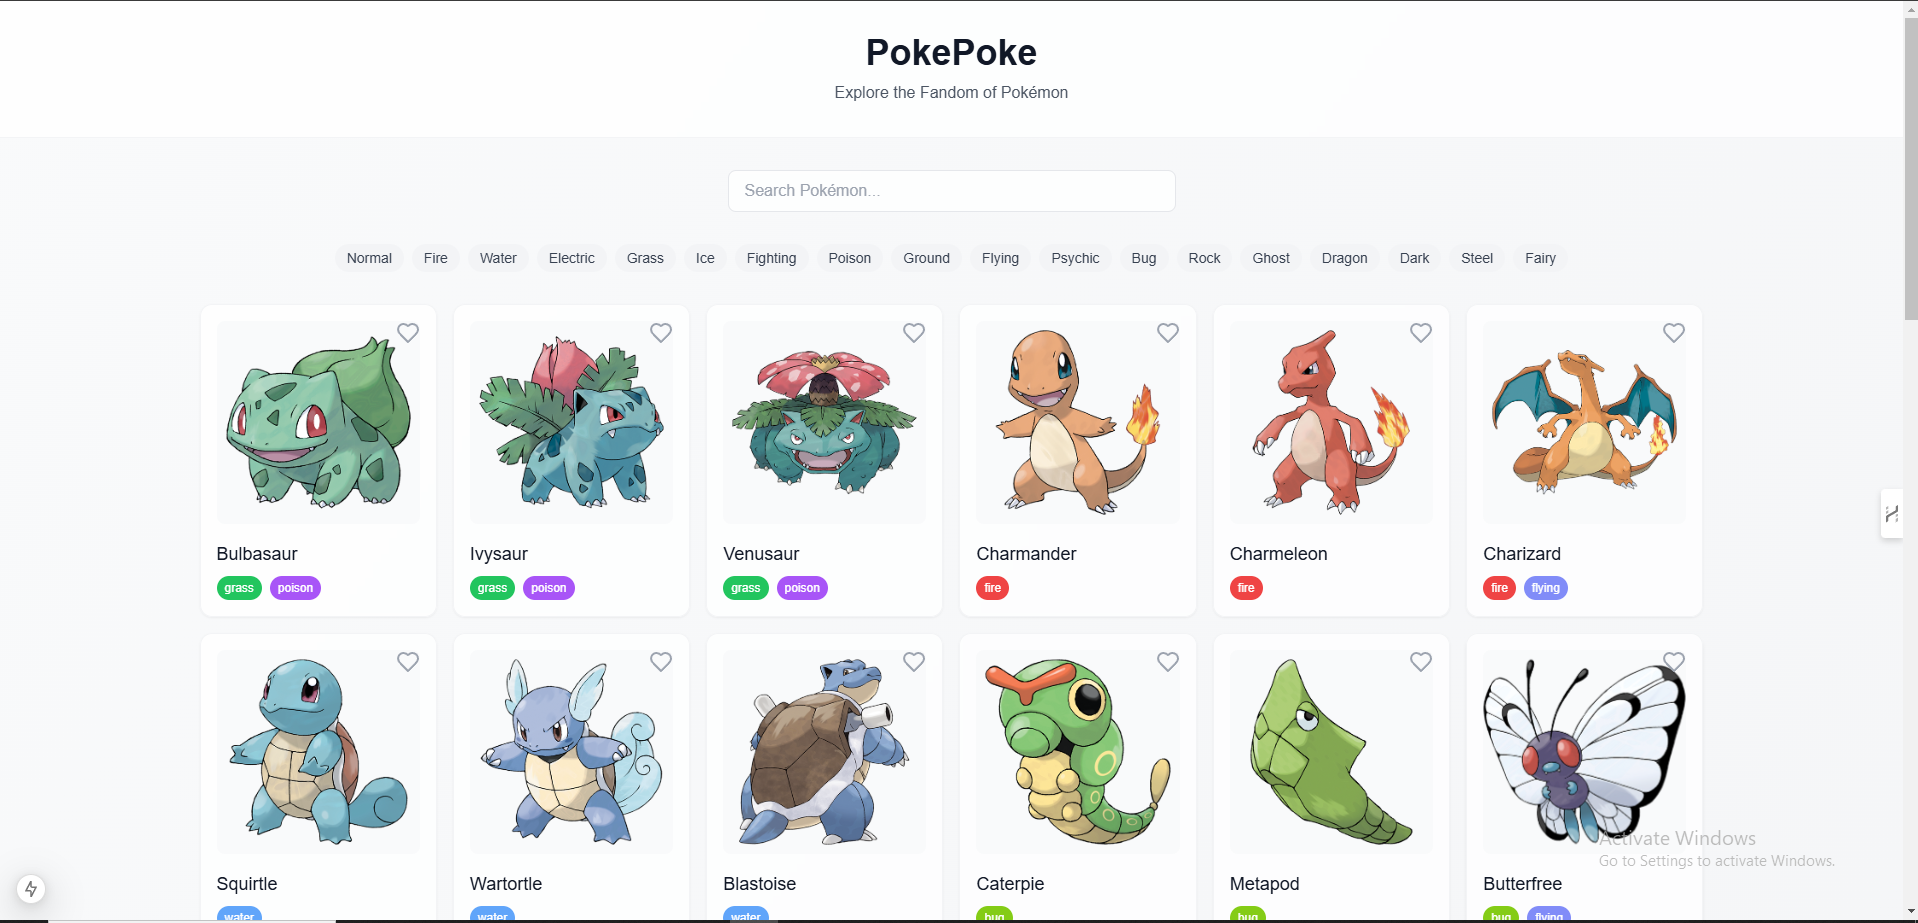 PokePoke
Explore the Fandom of Pokémon
Search Pokémon...
Normal Fire Water Electric Grass Ice Fighting Poison Ground Flying Psychic Bug Rock Ghost Dragon Dark Steel Fairy
Bulbasaur Ivysaur Venusaur Charmander Charmeleon Charizard
grass poison grass poison grass poison fire fire fire flying
Activate Windows
Go to Settings to activate Windows.
Squirtle Wartortle Blastoise Caterpie Metapod Butterfree
water water water bug bug bug flying